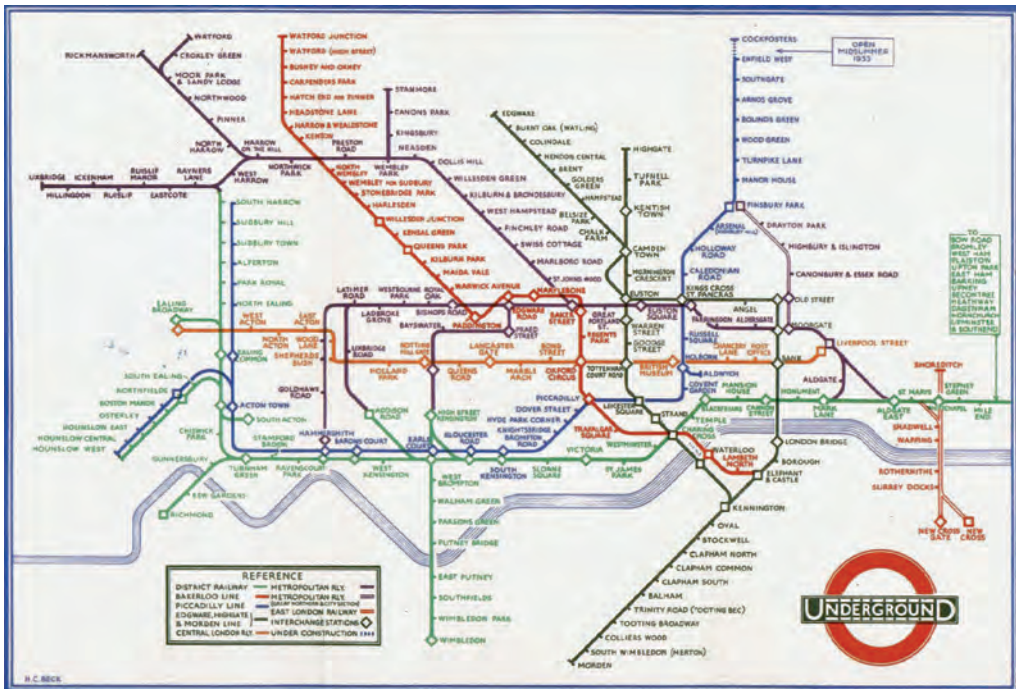 WATFORD
RICKMANSWORTH
CROXLEY GREEN
MOOR PARK
& SANDY LODGE
NORTHWOOD
PINNER
NORTH
HARROW
HARROW
ON THE HILL
WEST
HARROW
RAYNERS
LANE
EASTCOTE
RUISLIP
MANOR
RUISLIP
ICKENHAM
HILLINGDON
UXBRIDGE
NORTHWICK
PARK
PRESTON
ROAD
WEMBLEY
PARK
STANMORE
CANONS PARK
KINGSBURY
NEASDEN
DOLLIS HILL
WILLESDEN GREEN
KILBURN & BRONDESBURY
WEST HAMPSTEAD
FINCHLEY ROAD
SWISS COTTAGE
MARLBORO ROAD
ST JOHNS WOOD
WATFORD JUNCTION
WATFORD (HIGH STREET)
BUSHEY AND OXHEY
CARPENDERS PARK
HATCH END FOR PINNER
HEADSTONE LANE
HARROW & WEALDSTONE
KENTON
NORTH
WEMBLEY
WEMBLEY FOR SUDBURY
STONEBRIDGE PARK
HARLESDEN
WILLESDEN JUNCTION
KENSAL GREEN
QUEENS PARK
KILBURN PARK
MAIDA VALE
WARWICK AVENUE
PADDINGTON
EDGWARE
ROAD
MARYLEBONE
BAKER
STREET
REGENTS
PARK
OXFORD
CIRCUS
EDGWARE
BURNT OAK (WATLING)
COLINDALE
HENDON CENTRAL
BRENT
GOLDERS
GREEN
HAMPSTEAD
BELSIZE
PARK
CHALK
FARM
HIGHGATE
TUFNELL
PARK
KENTISH
TOWN
CAMDEN
TOWN
MORNINGTON
CRESCENT
EUSTON
COCKFOSTERS
ENFIELD WEST
SOUTHGATE
ARNOS GROVE
BOUNDS GREEN
WOOD GREEN
TURNPIKE LANE
MANOR HOUSE
OPEN
MIDSUMMER
1933
FINSBURY PARK
ARSENAL
(HIGHBURY HILL)
HOLLOWAY
ROAD
CALEDONIAN
ROAD
KINGS CROSS
ST. PANCRAS
DRAYTON PARK
HIGHBURY & ISLINGTON
CANONBURY & ESSEX ROAD
OLD STREET
MOORGATE
ANGEL
TO
BOW ROAD
BROMLEY
WEST HAM
PLAISTOW
UPTON PARK
EAST HAM
BARKING
UPNEY
BECONTREE
HEATHWAY
DAGENHAM
HORNCHURCH
UPMINSTER
& SOUTHEND
SOUTH HARROW
SUDBURY HILL
SUDBURY TOWN
ALPERTON
PARK ROYAL
NORTH EALING
EALING
BROADWAY
EALING
COMMON
WEST
ACTON
NORTH
ACTON
EAST
ACTON
WOOD LANE
SHEPHERDS
BUSH
LATIMER
ROAD
LADBROKE
GROVE
WESTBOURNE
PARK
ROYAL
OAK
BISHOPS ROAD
BAYSWATER
PRAED
STREET
UXBRIDGE
ROAD
HOLLAND
PARK
NOTTING
HILL GATE
QUEENS
ROAD
LANCASTER
GATE
MARBLE
ARCH
BOND
STREET
GREAT
PORTLAND
ST.
EUSTON
SQUARE
WARREN
STREET
GOODGE
STREET
TOTTENHAM
COURT ROAD
RUSSELL
SQUARE
BRITISH
MUSEUM
HOLBORN
ALDWYCH
CHANCERY
LANE
POST
OFFICE
FARRINGDON
ALDERSGATE
BANK
LIVERPOOL STREET
ALDGATE
SOUTH EALING
NORTHFIELDS
BOSTON MANOR
OSTERLEY
HOUNSLOW EAST
HOUNSLOW CENTRAL
HOUNSLOW WEST
ACTON TOWN
SOUTH ACTON
CHISWICK
PARK
GUNNERSBURY
KEW GARDENS
RICHMOND
TURNHAM
GREEN
STAMFORD
BROOK
RAVENSCOURT
PARK
GOLDHAWK
ROAD
HAMMERSMITH
BARONS COURT
WEST
KENSINGTON
ADDISON
ROAD
EARLS
COURT
HIGH STREET
KENSINGTON
GLOUCESTER
ROAD
SOUTH
KENSINGTON
SLOANE
SQUARE
VICTORIA
ST. JAMES
PARK
WESTMINSTER
CHARING
CROSS
TEMPLE
BLACKFRIARS
MANSION
HOUSE
CANNON
STREET
MONUMENT
MARK
LANE
ALDGATE
EAST
ST MARYS
STEPNEY
GREEN
MILE
END
PICCADILLY
DOVER STREET
HYDE PARK CORNER
KNIGHTSBRIDGE
BROMPTON
ROAD
LEICESTER
SQUARE
COVENT
GARDEN
STRAND
TRAFALGAR
SQUARE
WATERLOO
LAMBETH
NORTH
ELEPHANT
& CASTLE
BOROUGH
LONDON BRIDGE
KENNINGTON
OVAL
STOCKWELL
CLAPHAM NORTH
CLAPHAM COMMON
CLAPHAM SOUTH
BALHAM
TRINITY ROAD (TOOTING BEC)
TOOTING BROADWAY
COLLIERS WOOD
SOUTH WIMBLEDON (MERTON)
MORDEN
WEST
BROMPTON
WALHAM GREEN
PARSONS GREEN
PUTNEY BRIDGE
EAST PUTNEY
SOUTHFIELDS
WIMBLEDON PARK
WIMBLEDON
SHOREDITCH
SHADWELL
WAPPING
ROTHERHITHE
SURREY DOCKS
NEW CROSS
GATE
NEW
CROSS
REFERENCE
DISTRICT RAILWAY
BAKERLOO LINE
PICCADILLY LINE
EDGWARE, HIGHGATE
& MORDEN LINE
CENTRAL LONDON RLY.
METROPOLITAN RLY.
METROPOLITAN RLY.
(GREAT NORTHERN & CITY SECTION)
EAST LONDON RAILWAY
INTERCHANGE STATIONS
UNDER CONSTRUCTION
UNDERGROUND
H.C. BECK